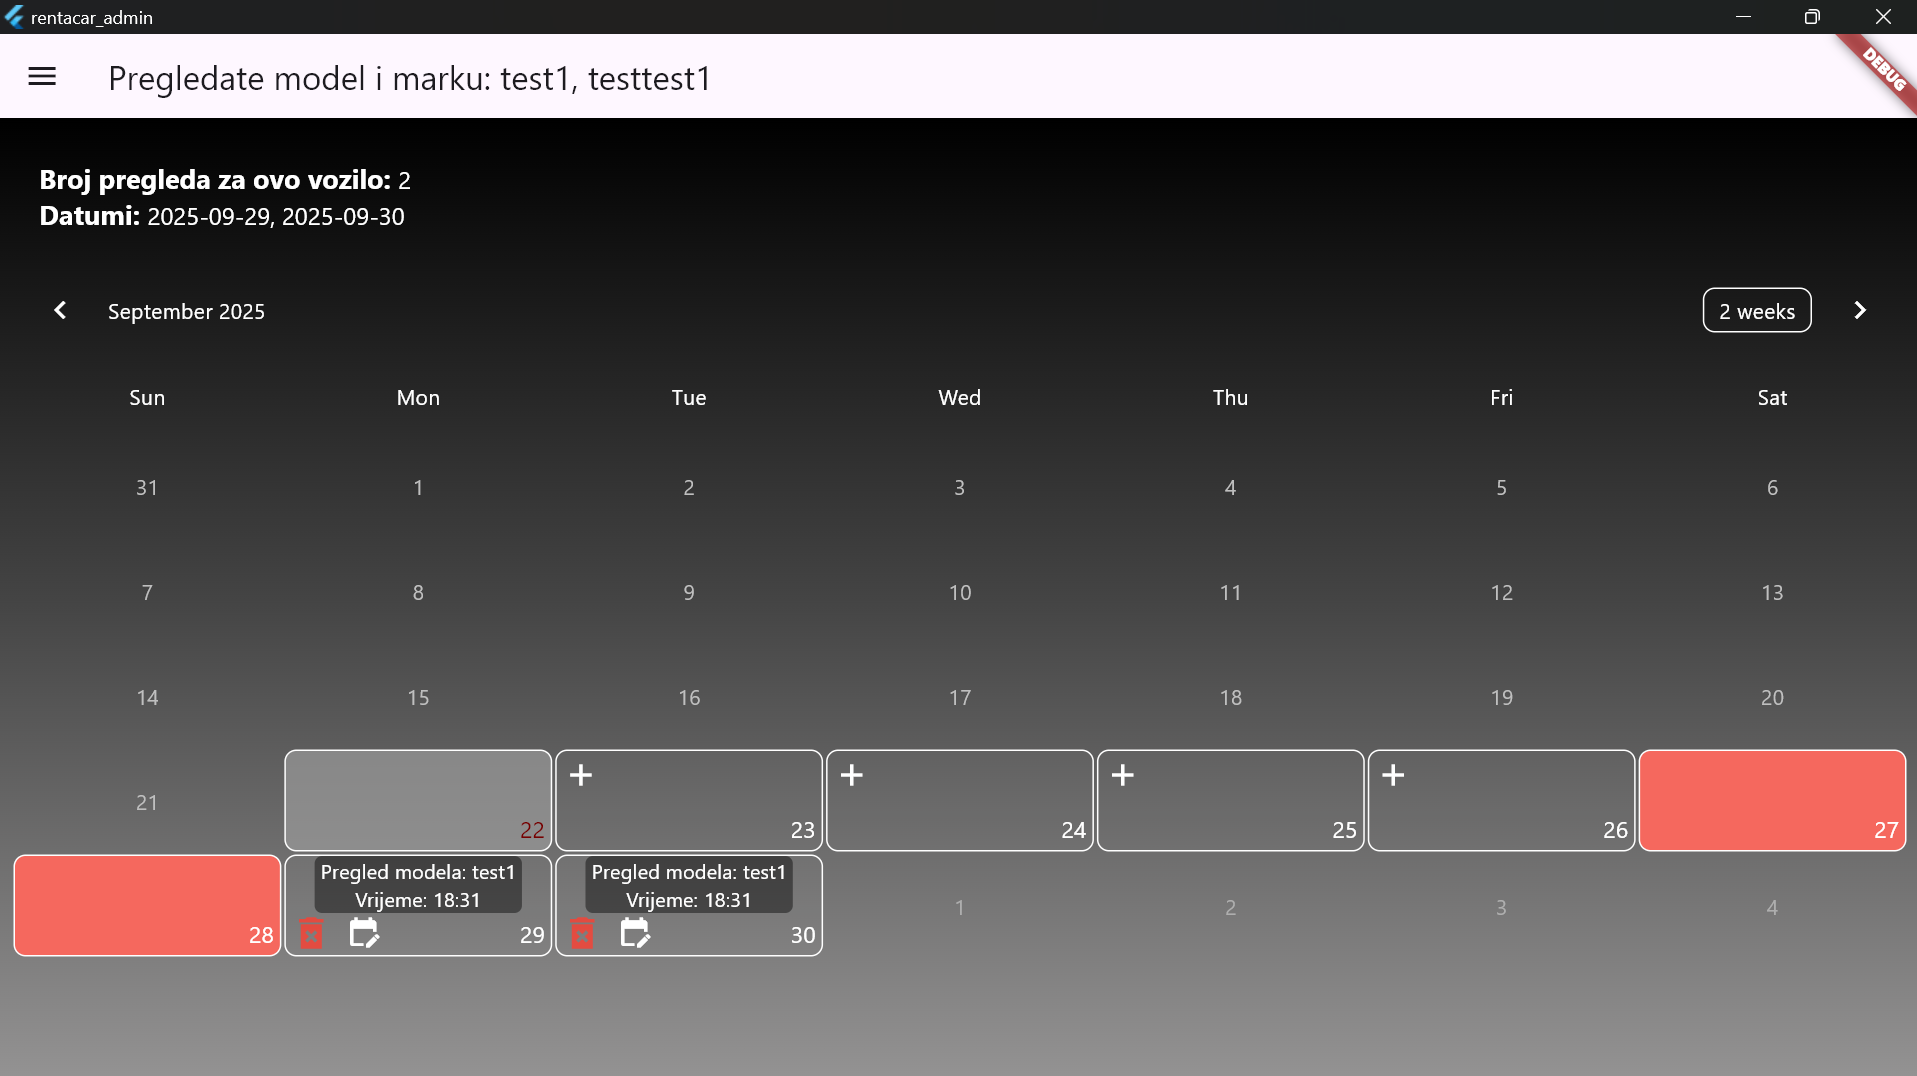 rentacar_admin
Pregledate model i marku: test1, testtest1
DEBUG
Broj pregleda za ovo vozilo: 2
Datumi: 2025-09-29, 2025-09-30
September 2025
2 weeks
Sun Mon Tue Wed Thu Fri Sat
31 1 2 3 4 5 6
7 8 9 10 11 12 13
14 15 16 17 18 19 20
21 22 23 24 25 26 27
Pregled modela: test1
Vrijeme: 18:31
Pregled modela: test1
Vrijeme: 18:31
28 29 30 1 2 3 4